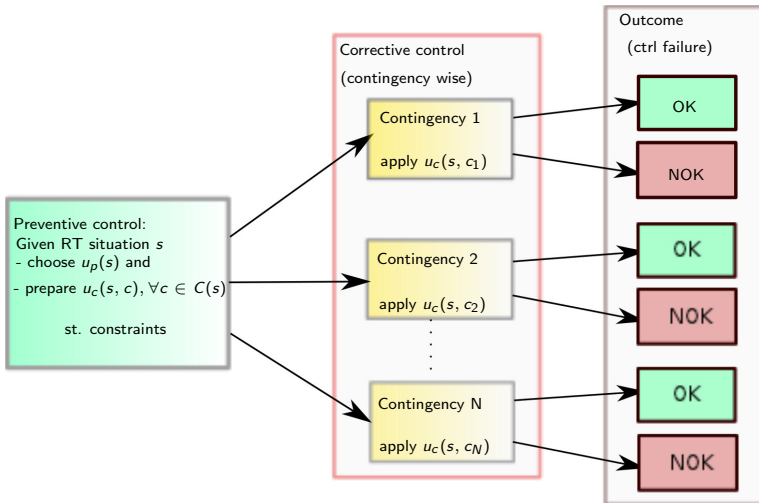 Preventive control:
Given RT situation s
- choose u_p(s) and
- prepare u_c(s, c), ∀c ∈ C(s)
st. constraints
Corrective control
(contingency wise)
Contingency 1
apply u_c(s, c_1)
Contingency 2
apply u_c(s, c_2)
Contingency N
apply u_c(s, c_N)
Outcome
(ctrl failure)
OK
NOK
OK
NOK
OK
NOK